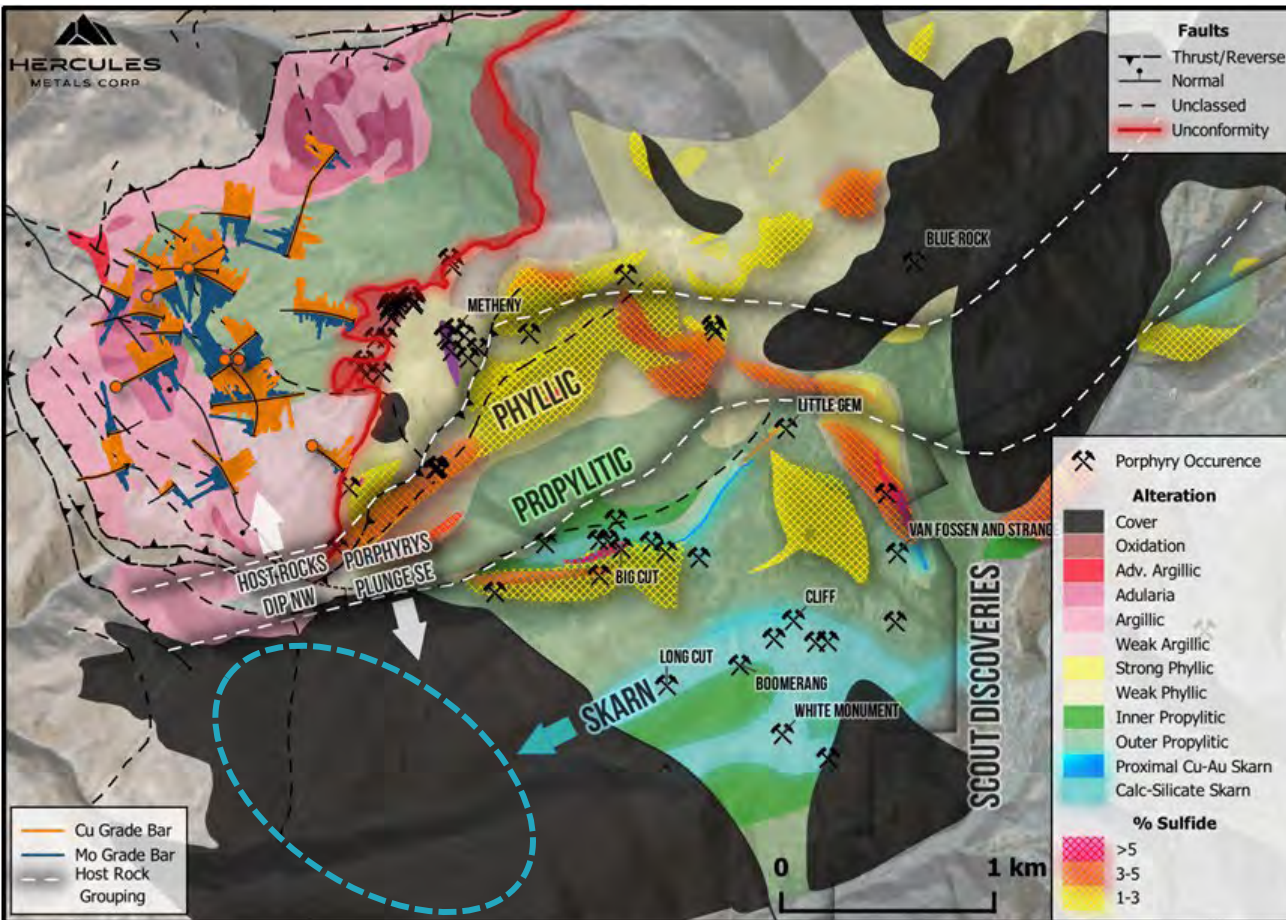 HERCULES
METALS CORP.
Faults
Thrust/Reverse
Normal
Unclassed
Unconformity
BLUE ROCK
METHENY
PHYLLIC
LITTLE GEM
PROPYLITIC
VAN FOSSEN AND STRANGE
HOST ROCKS
DIP NW
PORPHYRYS
PLUNGE SE
BIG CUT
CLIFF
LONG CUT
BOOMERANG
SKARN
WHITE MONUMENT
SCOUT DISCOVERIES
Porphyry Occurence
Alteration
Cover
Oxidation
Adv. Argillic
Adularia
Argillic
Weak Argillic
Strong Phyllic
Weak Phyllic
Inner Propylitic
Outer Propylitic
Proximal Cu-Au Skarn
Calc-Silicate Skarn
% Sulfide
>5
3-5
1-3
Cu Grade Bar
Mo Grade Bar
Host Rock
Grouping
0 1 km